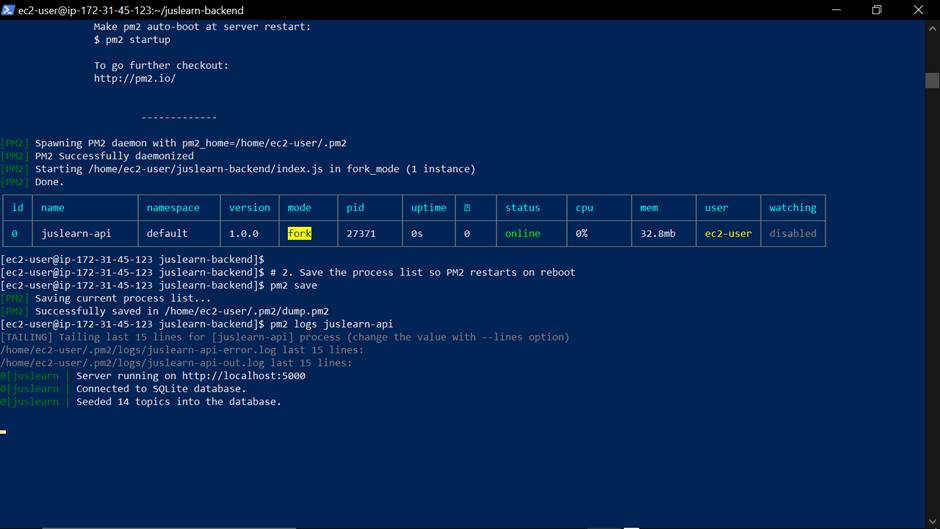 ec2-user@ip-172-31-45-123:~/juslearn-backend
Make pm2 auto-boot at server restart:
$ pm2 startup
To go further checkout:
http://pm2.io/
-------------
[PM2] Spawning PM2 daemon with pm2_home=/home/ec2-user/.pm2
[PM2] PM2 Successfully daemonized
[PM2] Starting /home/ec2-user/juslearn-backend/index.js in fork_mode (1 instance)
[PM2] Done.
id name namespace version mode pid uptime status cpu mem user watching
0 juslearn-api default 1.0.0 fork 27371 0s 0 online 0% 32.8mb ec2-user disabled
[ec2-user@ip-172-31-45-123 juslearn-backend]$
[ec2-user@ip-172-31-45-123 juslearn-backend]$ # 2. Save the process list so PM2 restarts on reboot
[ec2-user@ip-172-31-45-123 juslearn-backend]$ pm2 save
[PM2] Saving current process list...
[PM2] Successfully saved in /home/ec2-user/.pm2/dump.pm2
[ec2-user@ip-172-31-45-123 juslearn-backend]$ pm2 logs juslearn-api
[TAILING] Tailing last 15 lines for [juslearn-api] process (change the value with --lines option)
/home/ec2-user/.pm2/logs/juslearn-api-error.log last 15 lines:
/home/ec2-user/.pm2/logs/juslearn-api-out.log last 15 lines:
0|juslearn | Server running on http://localhost:5000
0|juslearn | Connected to SQLite database.
0|juslearn | Seeded 14 topics into the database.